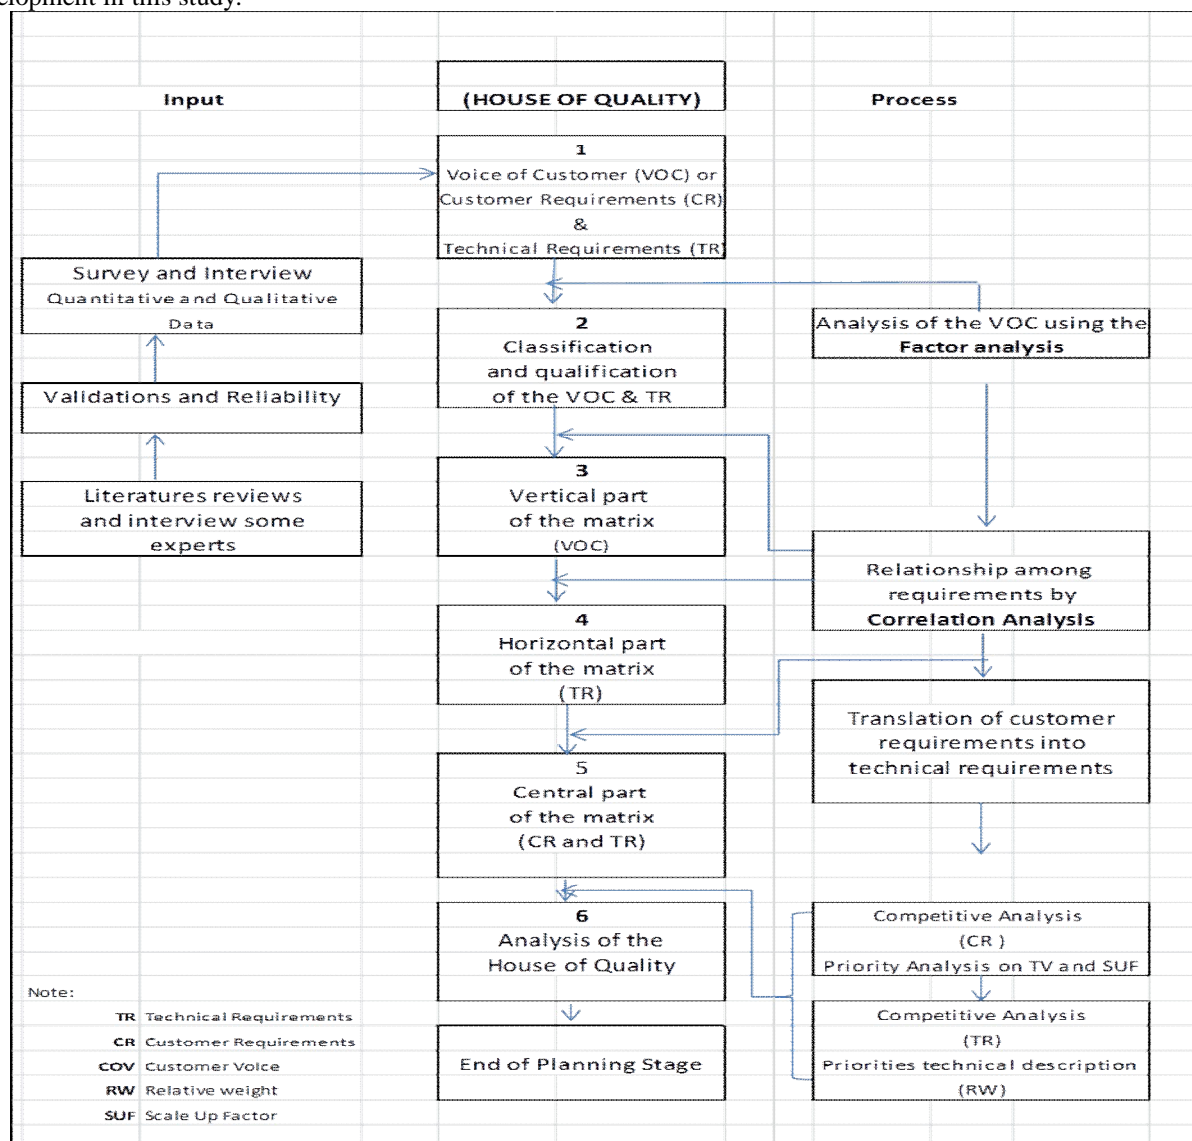 elopment in this study.
Input
(HOUSE OF QUALITY)
Process
1
Voice of Customer (VOC) or
Customer Requirements (CR)
&
Technical Requirements (TR)
Survey and Interview
Quantitative and Qualitative
Data
Validations and Reliability
Literatures reviews
and interview some
experts
2
Classification
and qualification
of the VOC & TR
3
Vertical part
of the matrix
(VOC)
4
Horizontal part
of the matrix
(TR)
5
Central part
of the matrix
(CR and TR)
6
Analysis of the
House of Quality
End of Planning Stage
Analysis of the VOC using the
Factor analysis
Relationship among
requirements by
Correlation Analysis
Translation of customer
requirements into
technical requirements
Competitive Analysis
(CR )
Priority Analysis on TV and SUF
Competitive Analysis
(TR)
Priorities technical description
(RW)
Note:
TR Technical Requirements
CR Customer Requirements
COV Customer Voice
RW Relative weight
SUF Scale Up Factor